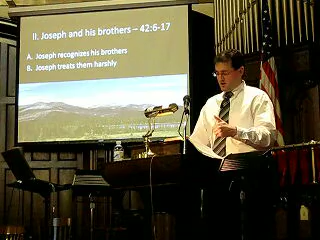 II. Joseph and his brothers – 42:6-17
A. Joseph recognizes his brothers
B. Joseph treats them harshly